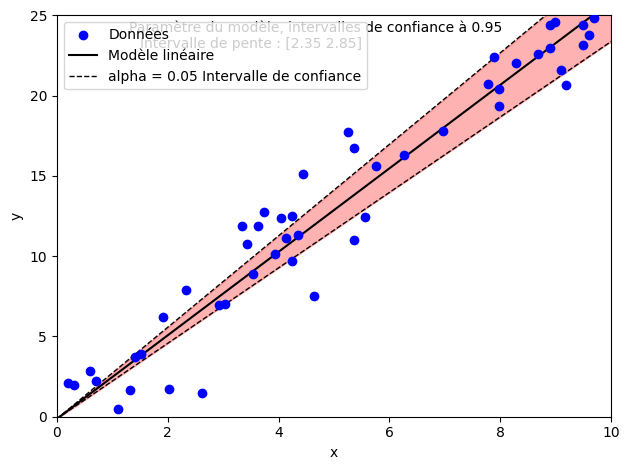 Paramètre du modèle, intervalles de confiance à 0.95
Intervalle de pente : [2.35 2.85]
Données
Modèle linéaire
alpha = 0.05 Intervalle de confiance
25
20
15
10
5
0
y
0 2 4 6 8 10
x